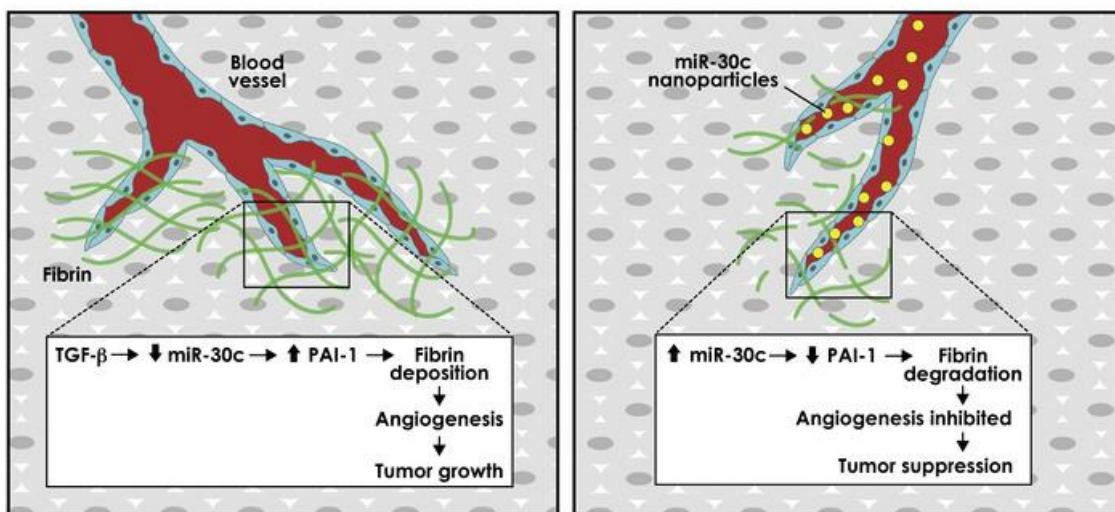 Blood
vessel
Fibrin
TGF-β → ⬇ miR-30c → ⬆ PAI-1 → Fibrin
deposition
↓
Angiogenesis
↓
Tumor growth
miR-30c
nanoparticles
⬆ miR-30c → ⬇ PAI-1 → Fibrin
degradation
↓
Angiogenesis inhibited
↓
Tumor suppression